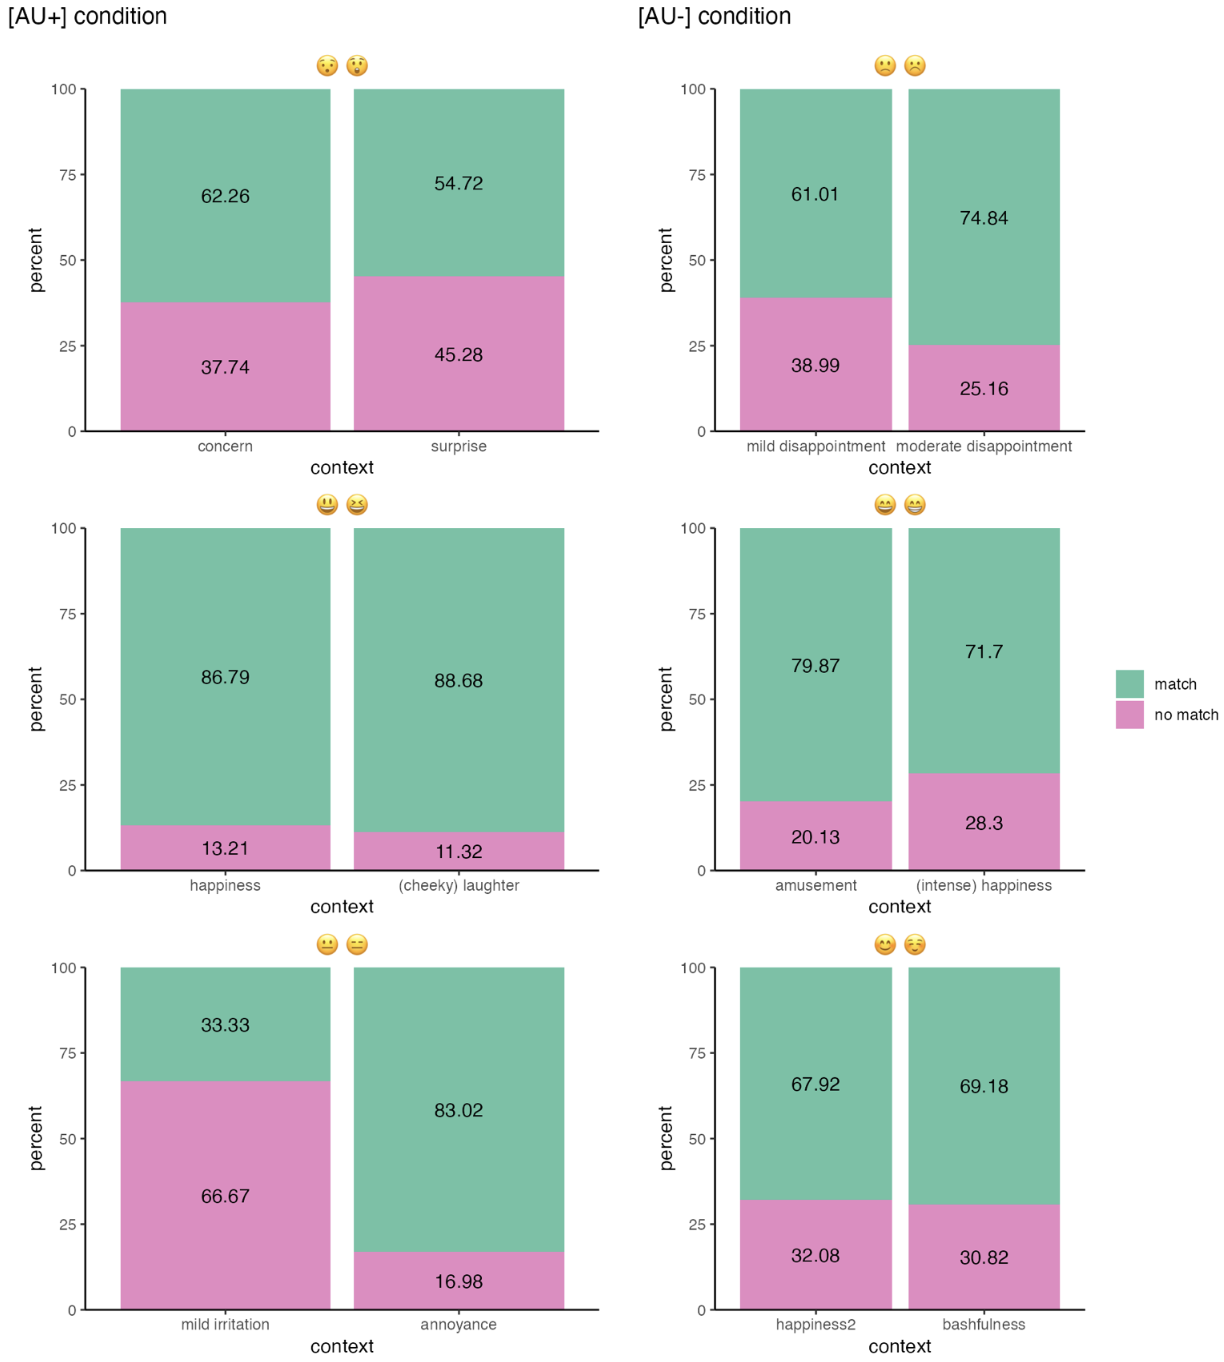 [AU+] condition
[AU-] condition
😯 😲
100
75
50
25
0
percent
62.26
54.72
37.74
45.28
concern
surprise
context
🙁 ☹️
100
75
50
25
0
percent
61.01
74.84
38.99
25.16
mild disappointment
moderate disappointment
context
😃 😆
100
75
50
25
0
percent
86.79
88.68
13.21
11.32
happiness
(cheeky) laughter
context
😄 😁
100
75
50
25
0
percent
79.87
71.7
20.13
28.3
amusement
(intense) happiness
context
match
no match
😐 😑
100
75
50
25
0
percent
33.33
83.02
66.67
16.98
mild irritation
annoyance
context
😊 ☺️
100
75
50
25
0
percent
67.92
69.18
32.08
30.82
happiness2
bashfulness
context